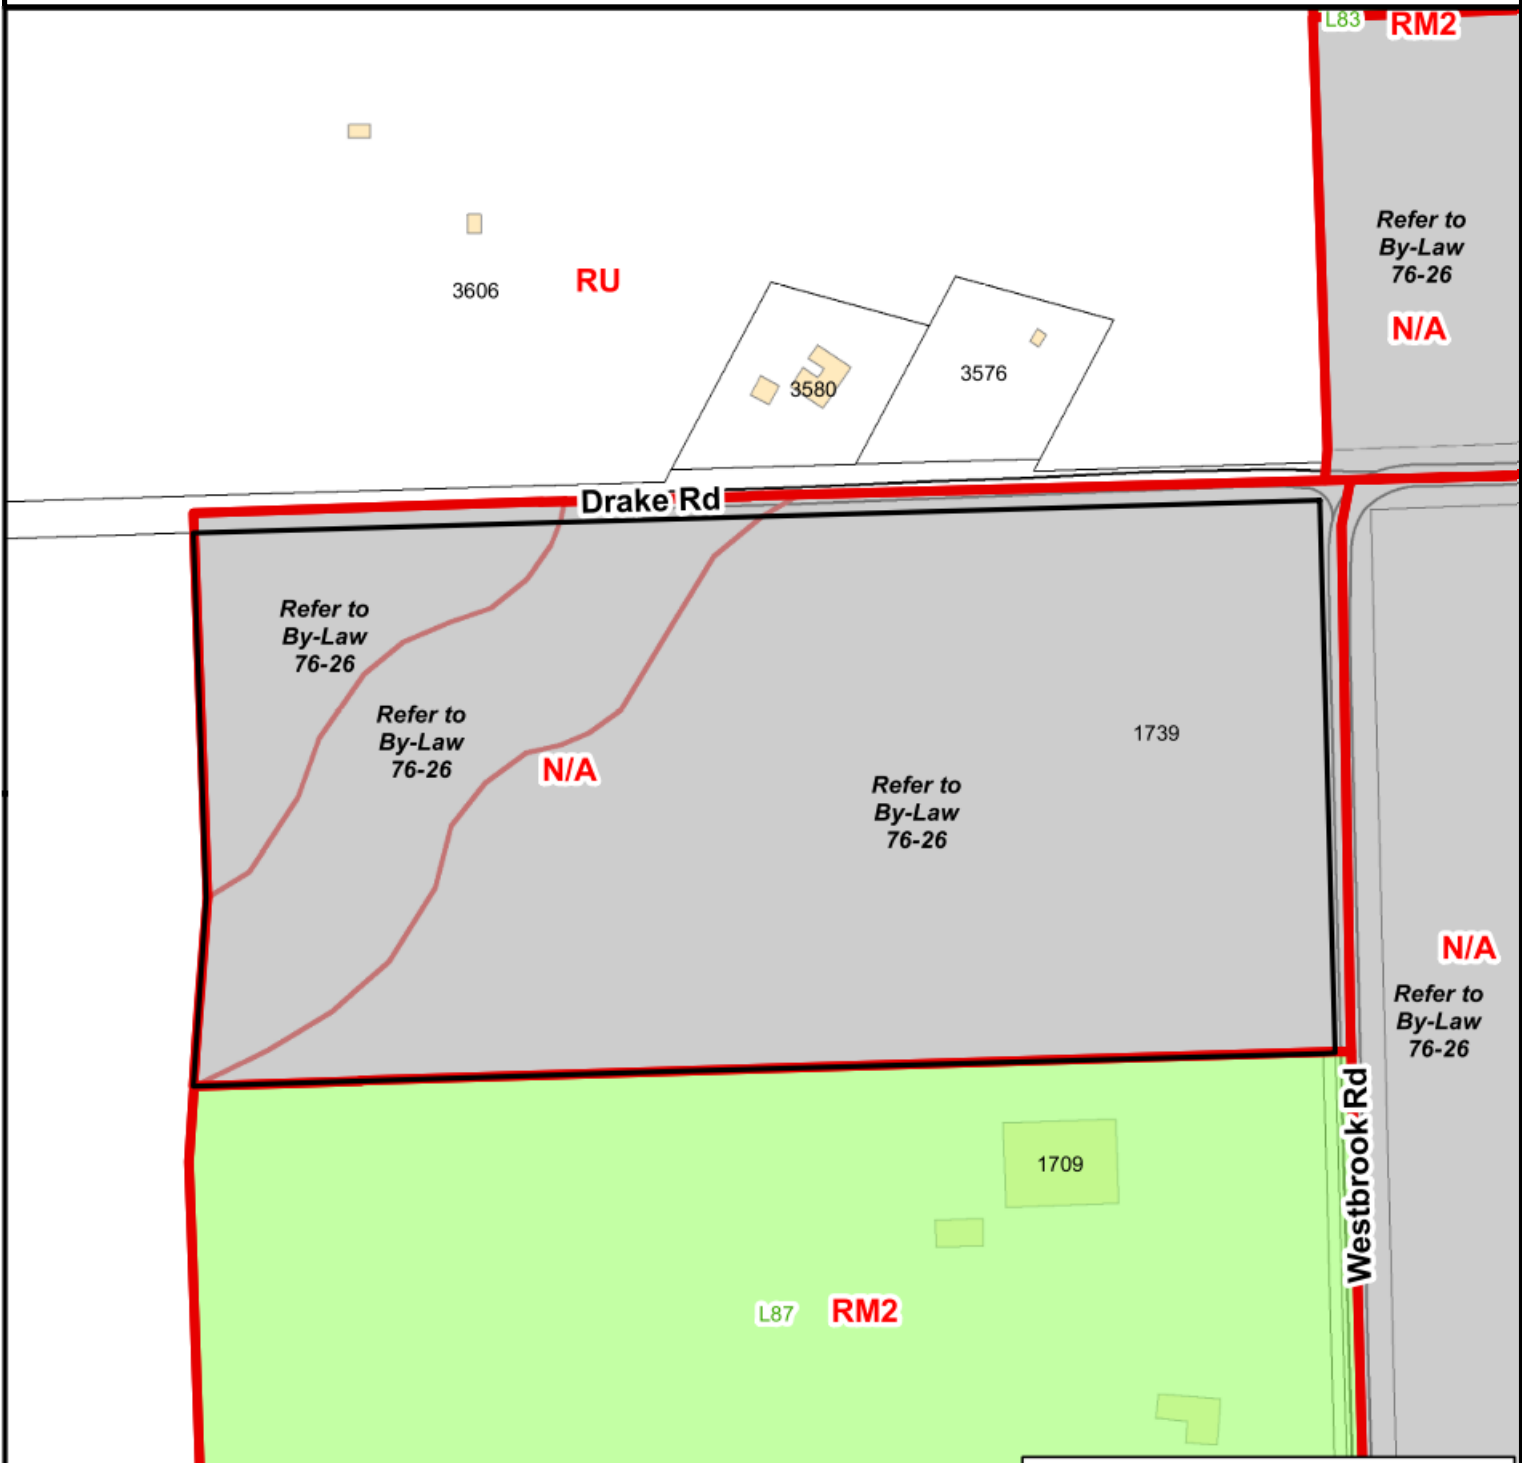 L83 RM2
Refer to
By-Law
76-26
N/A
RU
3606
3580
3576
Drake Rd
Refer to
By-Law
76-26
Refer to
By-Law
76-26
N/A
1739
Refer to
By-Law
76-26
N/A
Refer to
By-Law
76-26
Westbrook Rd
1709
L87 RM2